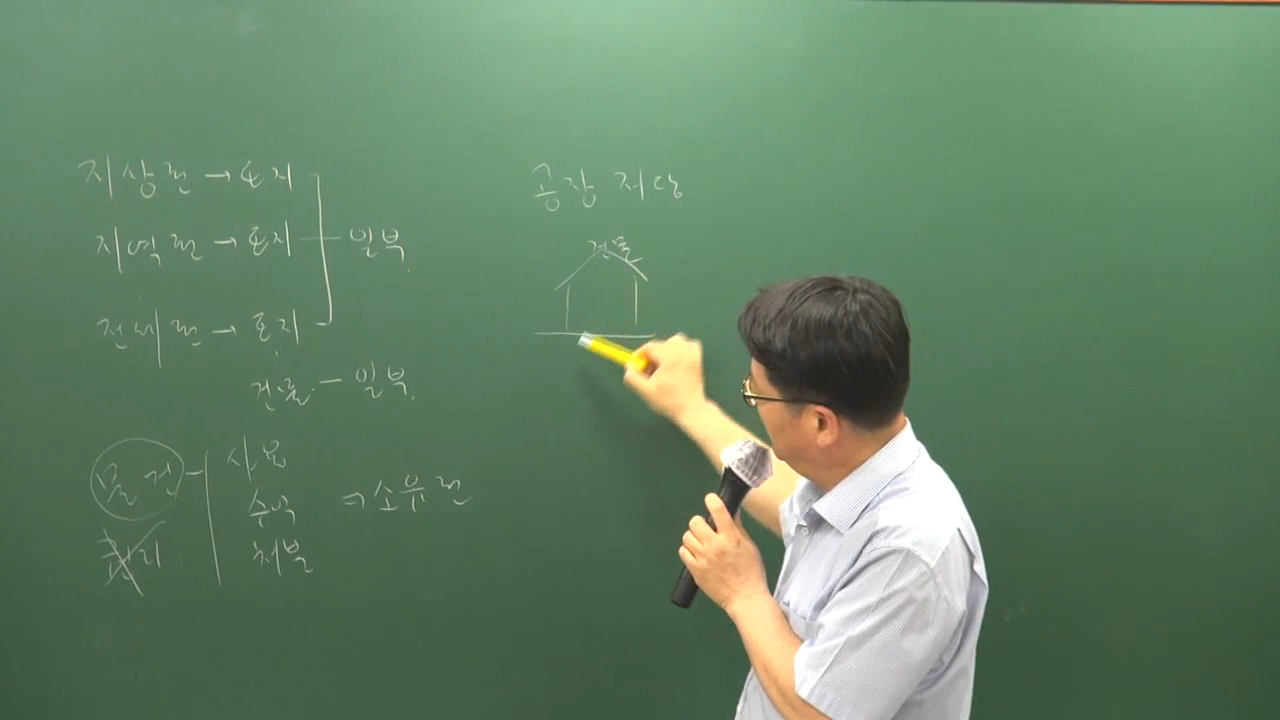 지상권 → 토지
지역권 → 토지 일부
전세권 → 토지
건물 - 일부
물건 - 사용
수익 ⇒ 소유권
처분
권리
공장 저당
건물